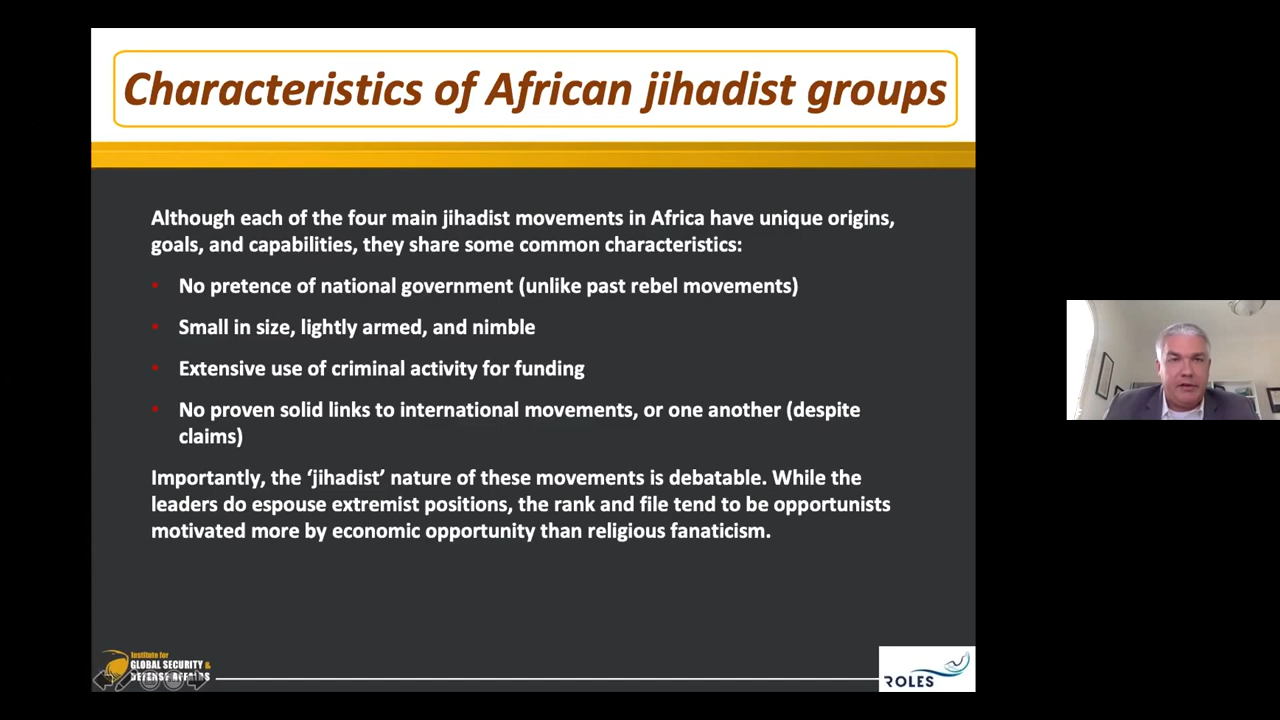 Characteristics of African jihadist groups
Although each of the four main jihadist movements in Africa have unique origins,
goals, and capabilities, they share some common characteristics:
• No pretence of national government (unlike past rebel movements)
• Small in size, lightly armed, and nimble
• Extensive use of criminal activity for funding
• No proven solid links to international movements, or one another (despite
claims)
Importantly, the ‘jihadist’ nature of these movements is debatable. While the
leaders do espouse extremist positions, the rank and file tend to be opportunists
motivated more by economic opportunity than religious fanaticism.
Institute for
GLOBAL SECURITY &
DEFENSE AFFAIRS
ROLES